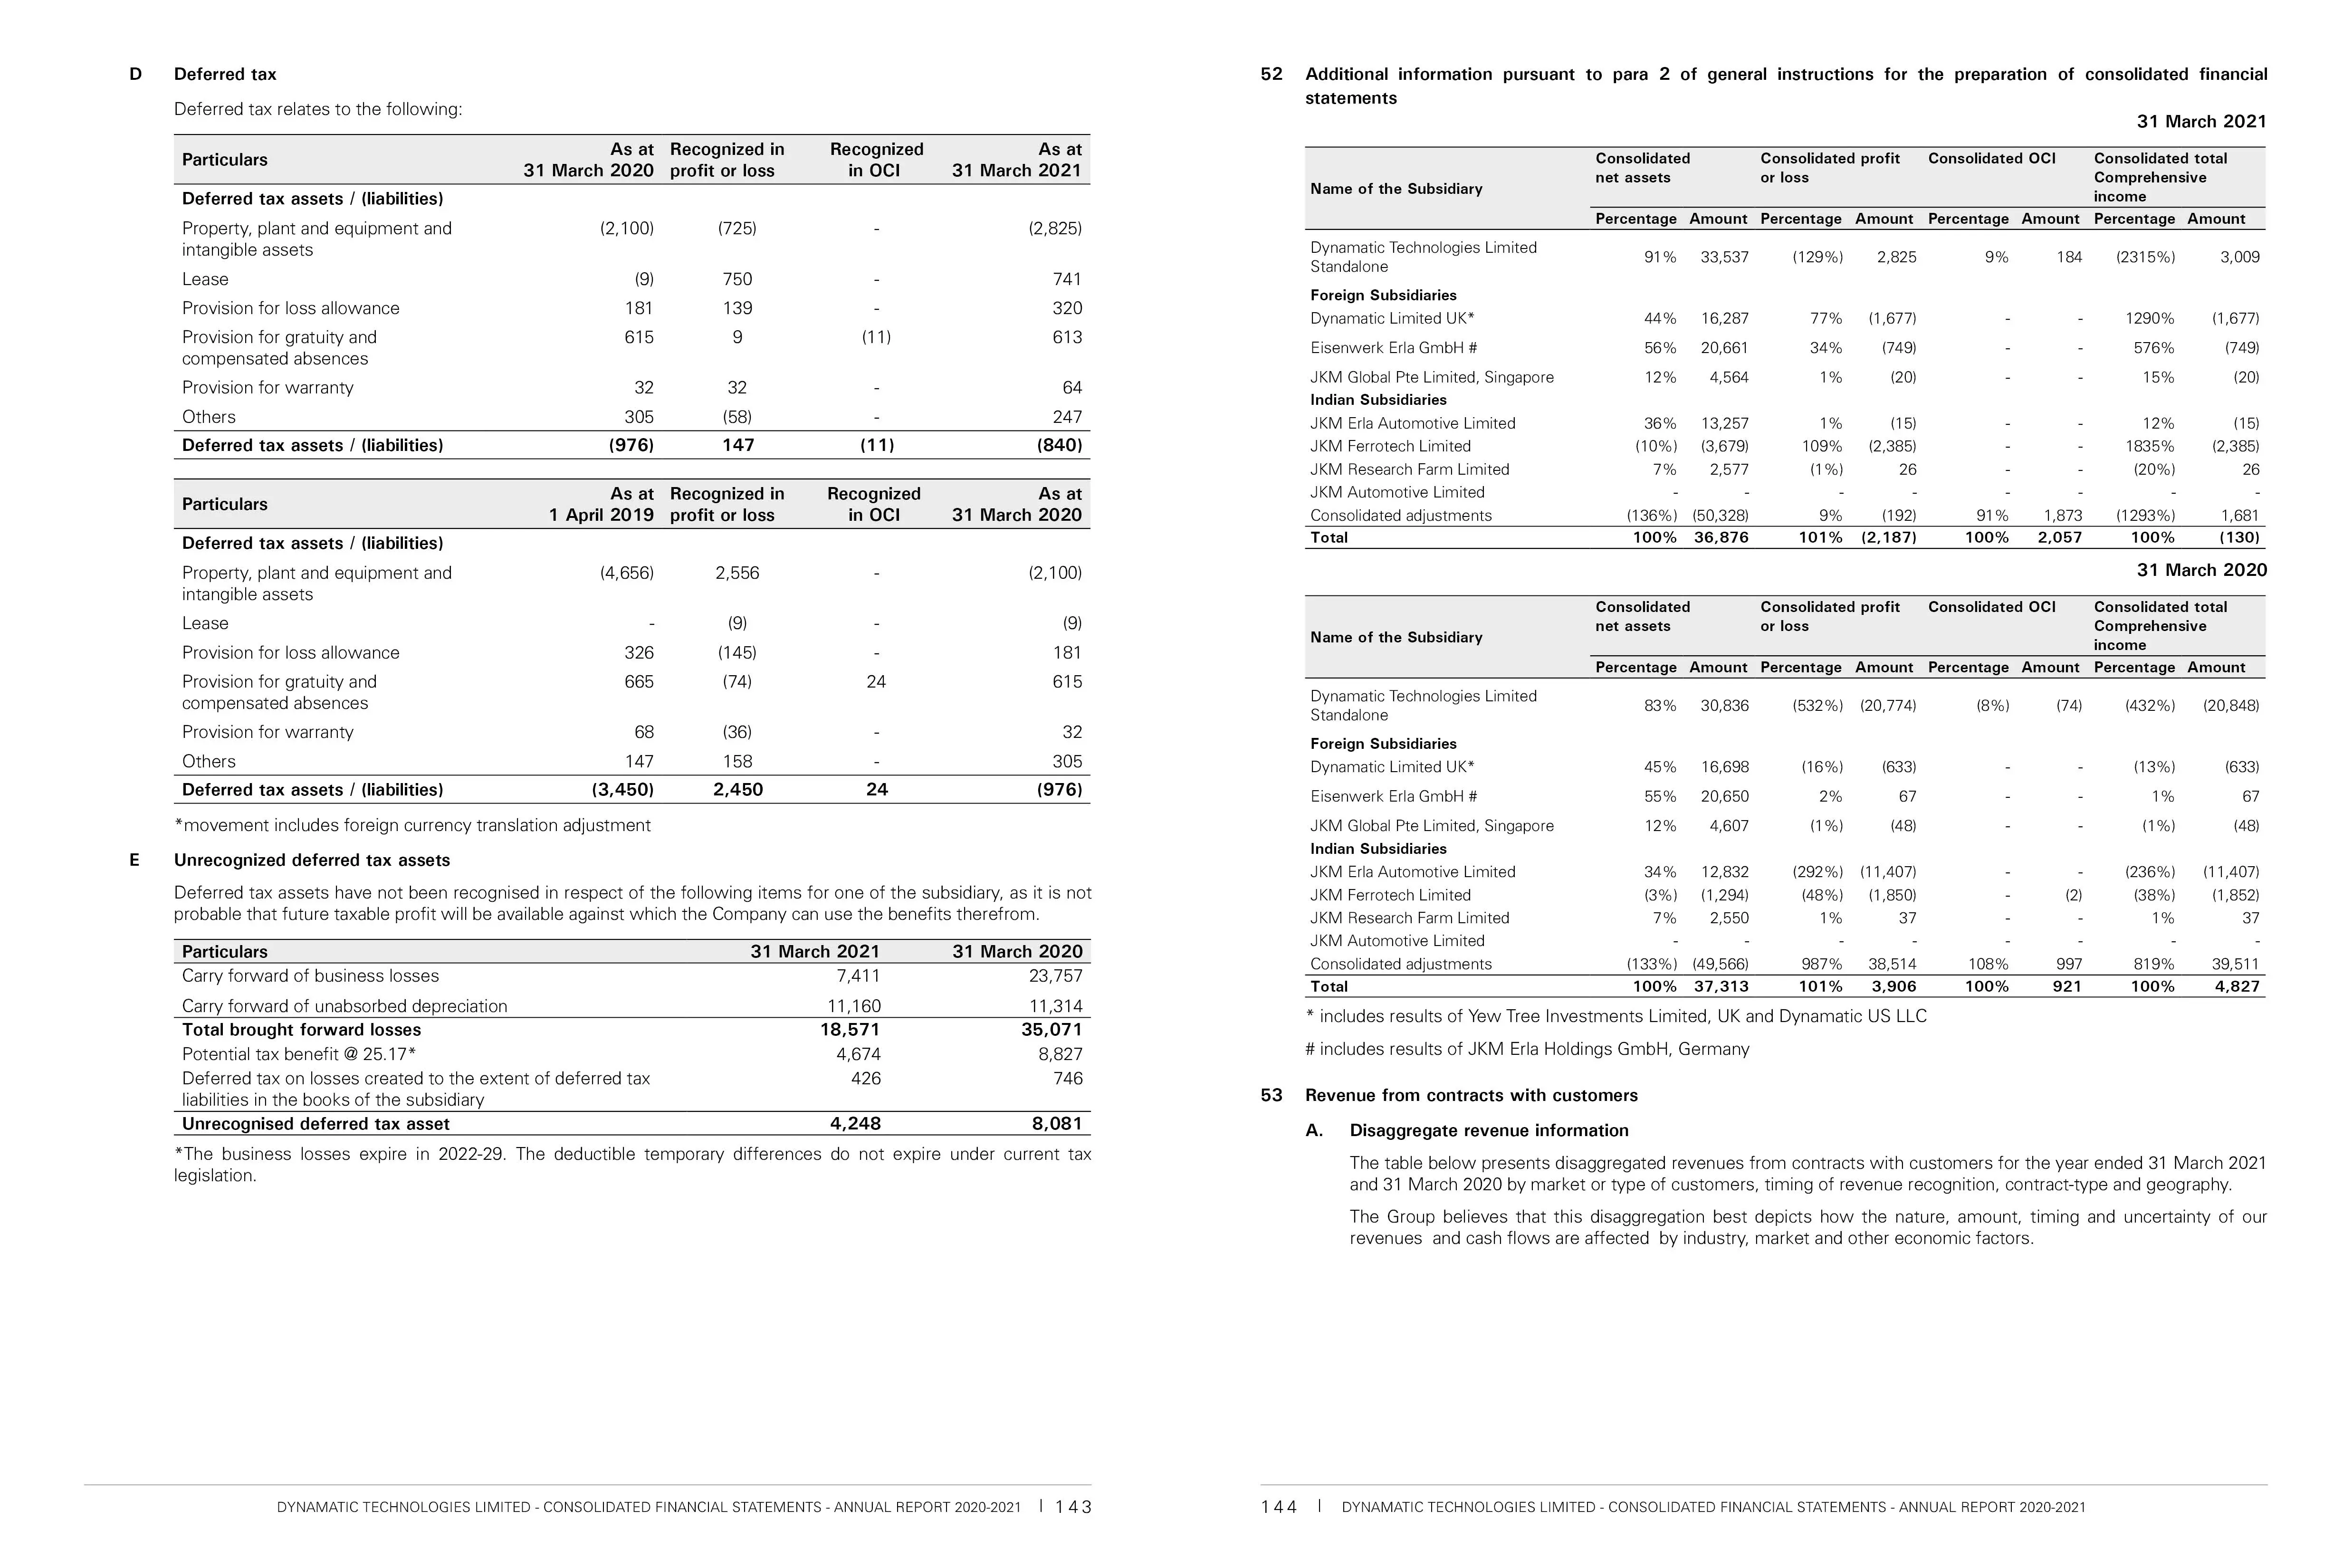 D Deferred tax
Deferred tax relates to the following:
Particulars As at 31 March 2020 Recognized in profit or loss Recognized in OCI As at 31 March 2021
Deferred tax assets / (liabilities)
Property, plant and equipment and (2,100) (725) - (2,825)
intangible assets
Lease (9) 750 - 741
Provision for loss allowance 181 139 - 320
Provision for gratuity and 615 9 (11) 613
compensated absences
Provision for warranty 32 32 - 64
Others 305 (58) - 247
Deferred tax assets / (liabilities) (976) 147 (11) (840)
Particulars As at 1 April 2019 Recognized in profit or loss Recognized in OCI As at 31 March 2020
Deferred tax assets / (liabilities)
Property, plant and equipment and (4,656) 2,556 - (2,100)
intangible assets
Lease - (9) - (9)
Provision for loss allowance 326 (145) - 181
Provision for gratuity and 665 (74) 24 615
compensated absences
Provision for warranty 68 (36) - 32
Others 147 158 - 305
Deferred tax assets / (liabilities) (3,450) 2,450 24 (976)
*movement includes foreign currency translation adjustment
E Unrecognized deferred tax assets
Deferred tax assets have not been recognised in respect of the following items for one of the subsidiary, as it is not
probable that future taxable profit will be available against which the Company can use the benefits therefrom.
Particulars 31 March 2021 31 March 2020
Carry forward of business losses 7,411 23,757
Carry forward of unabsorbed depreciation 11,160 11,314
Total brought forward losses 18,571 35,071
Potential tax benefit @ 25.17* 4,674 8,827
Deferred tax on losses created to the extent of deferred tax 426 746
liabilities in the books of the subsidiary
Unrecognised deferred tax asset 4,248 8,081
*The business losses expire in 2022-29. The deductible temporary differences do not expire under current tax
legislation.
DYNAMATIC TECHNOLOGIES LIMITED - CONSOLIDATED FINANCIAL STATEMENTS - ANNUAL REPORT 2020-2021 | 143
52 Additional information pursuant to para 2 of general instructions for the preparation of consolidated financial
statements
31 March 2021
Name of the Subsidiary Consolidated net assets Consolidated profit or loss Consolidated OCI Consolidated total Comprehensive income
Percentage Amount Percentage Amount Percentage Amount Percentage Amount
Dynamatic Technologies Limited 91% 33,537 (129%) 2,825 9% 184 (2315%) 3,009
Standalone
Foreign Subsidiaries
Dynamatic Limited UK* 44% 16,287 77% (1,677) - - 1290% (1,677)
Eisenwerk Erla GmbH # 56% 20,661 34% (749) - - 576% (749)
JKM Global Pte Limited, Singapore 12% 4,564 1% (20) - - 15% (20)
Indian Subsidiaries
JKM Erla Automotive Limited 36% 13,257 1% (15) - - 12% (15)
JKM Ferrotech Limited (10%) (3,679) 109% (2,385) - - 1835% (2,385)
JKM Research Farm Limited 7% 2,577 (1%) 26 - - (20%) 26
JKM Automotive Limited - - - - - - - -
Consolidated adjustments (136%) (50,328) 9% (192) 91% 1,873 (1293%) 1,681
Total 100% 36,876 101% (2,187) 100% 2,057 100% (130)
31 March 2020
Name of the Subsidiary Consolidated net assets Consolidated profit or loss Consolidated OCI Consolidated total Comprehensive income
Percentage Amount Percentage Amount Percentage Amount Percentage Amount
Dynamatic Technologies Limited 83% 30,836 (532%) (20,774) (8%) (74) (432%) (20,848)
Standalone
Foreign Subsidiaries
Dynamatic Limited UK* 45% 16,698 (16%) (633) - - (13%) (633)
Eisenwerk Erla GmbH # 55% 20,650 2% 67 - - 1% 67
JKM Global Pte Limited, Singapore 12% 4,607 (1%) (48) - - (1%) (48)
Indian Subsidiaries
JKM Erla Automotive Limited 34% 12,832 (292%) (11,407) - - (236%) (11,407)
JKM Ferrotech Limited (3%) (1,294) (48%) (1,850) - (2) (38%) (1,852)
JKM Research Farm Limited 7% 2,550 1% 37 - - 1% 37
JKM Automotive Limited - - - - - - - -
Consolidated adjustments (133%) (49,566) 987% 38,514 108% 997 819% 39,511
Total 100% 37,313 101% 3,906 100% 921 100% 4,827
* includes results of Yew Tree Investments Limited, UK and Dynamatic US LLC
# includes results of JKM Erla Holdings GmbH, Germany
53 Revenue from contracts with customers
A. Disaggregate revenue information
The table below presents disaggregated revenues from contracts with customers for the year ended 31 March 2021
and 31 March 2020 by market or type of customers, timing of revenue recognition, contract-type and geography.
The Group believes that this disaggregation best depicts how the nature, amount, timing and uncertainty of our
revenues and cash flows are affected by industry, market and other economic factors.
144 | DYNAMATIC TECHNOLOGIES LIMITED - CONSOLIDATED FINANCIAL STATEMENTS - ANNUAL REPORT 2020-2021